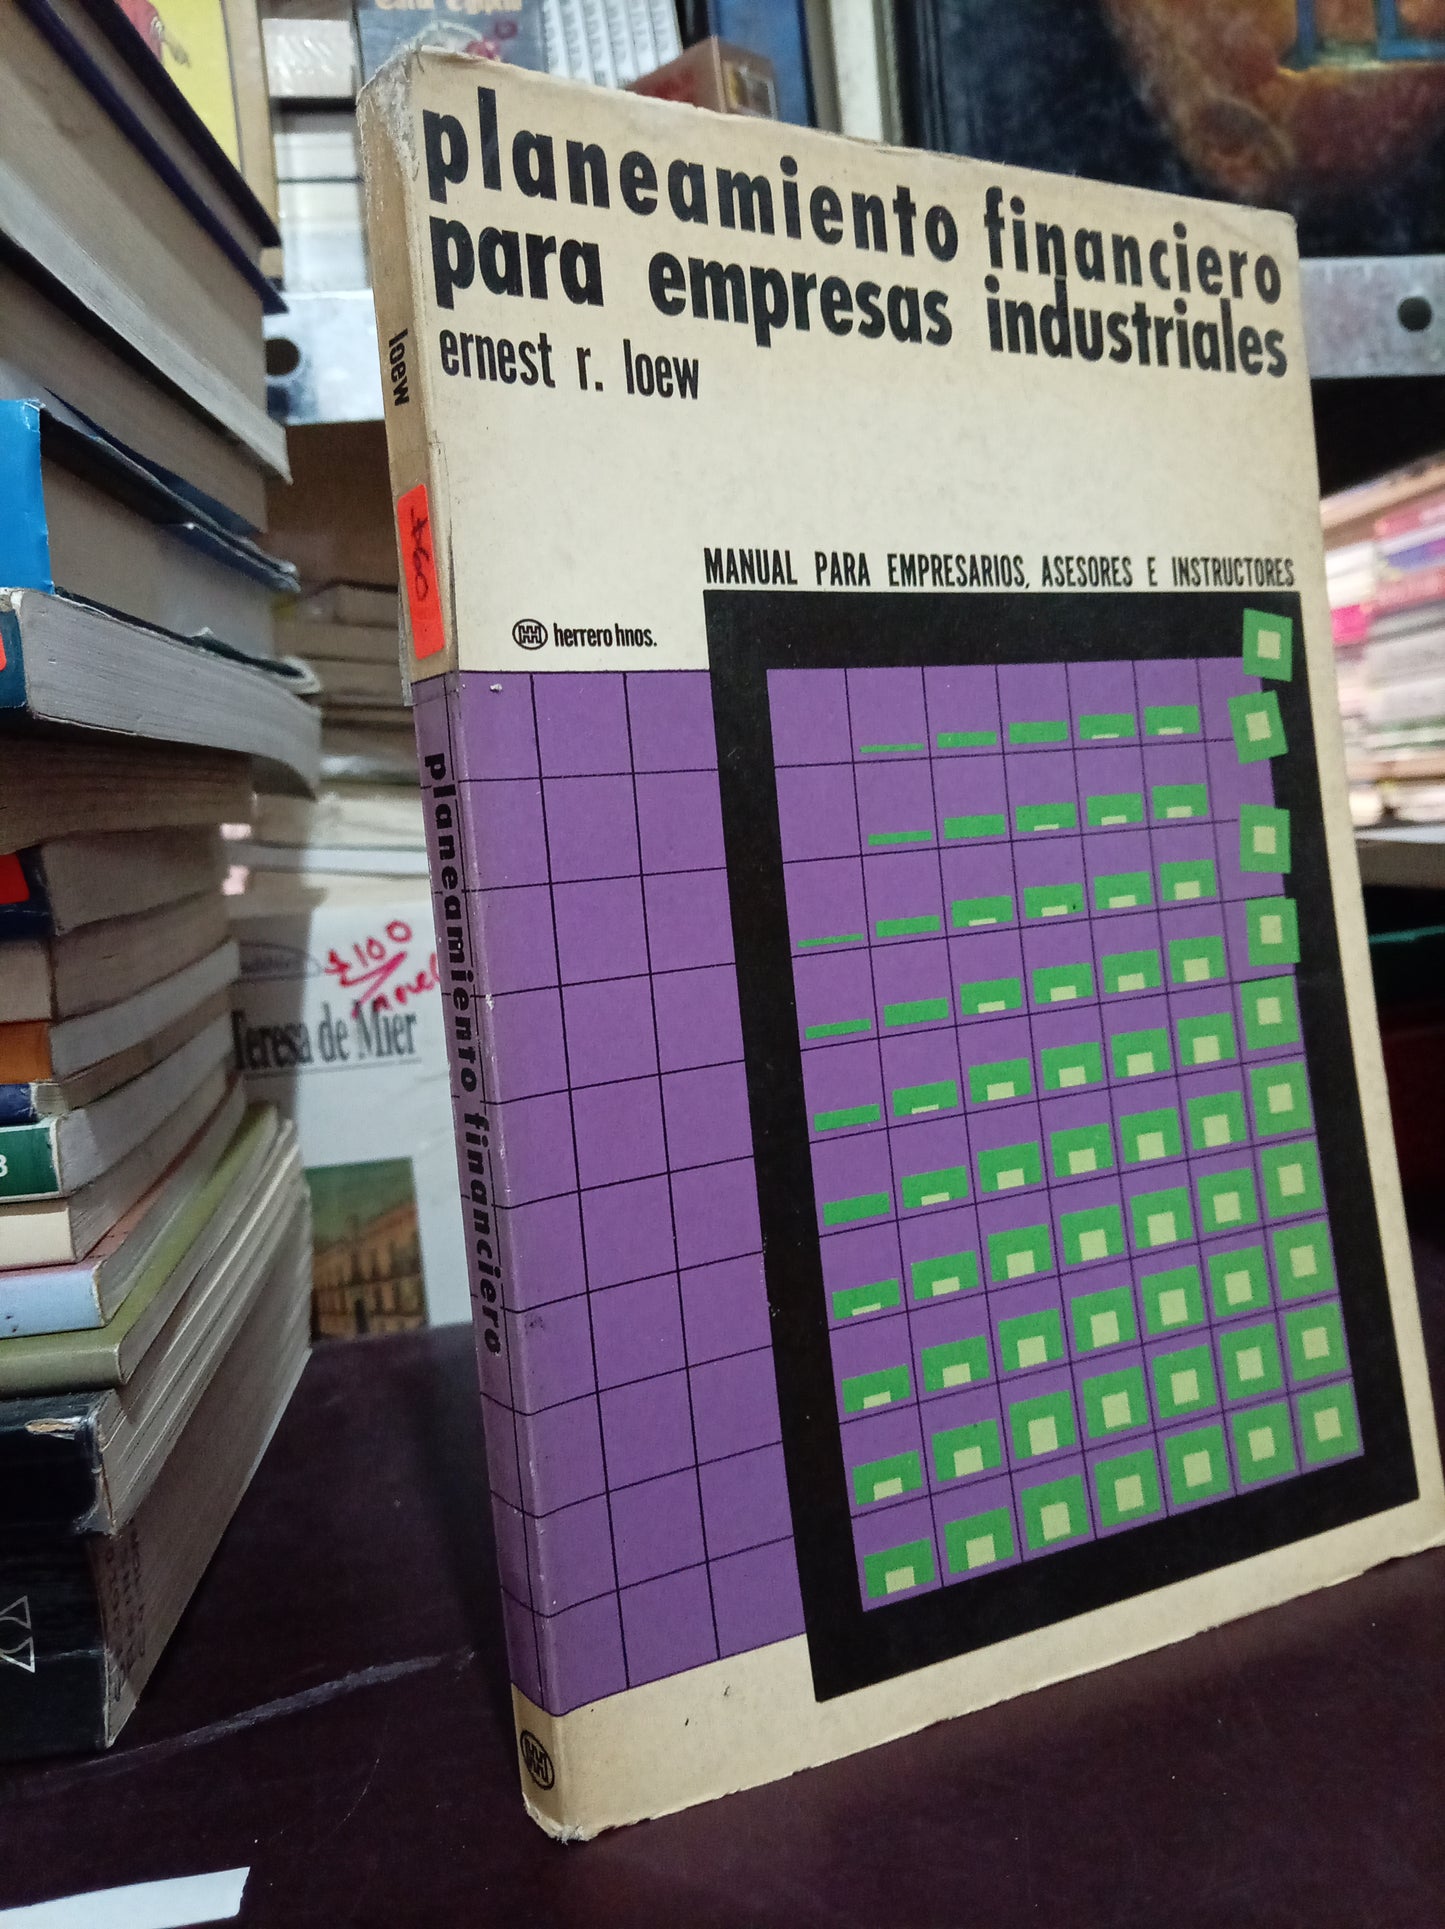 planeamiento financiero
para empresas industriales
ernest r. loew
MANUAL PARA EMPRESARIOS, ASESORES E INSTRUCTORES
herrero hnos.
loew
planeamiento financiero
Teresa de Mier